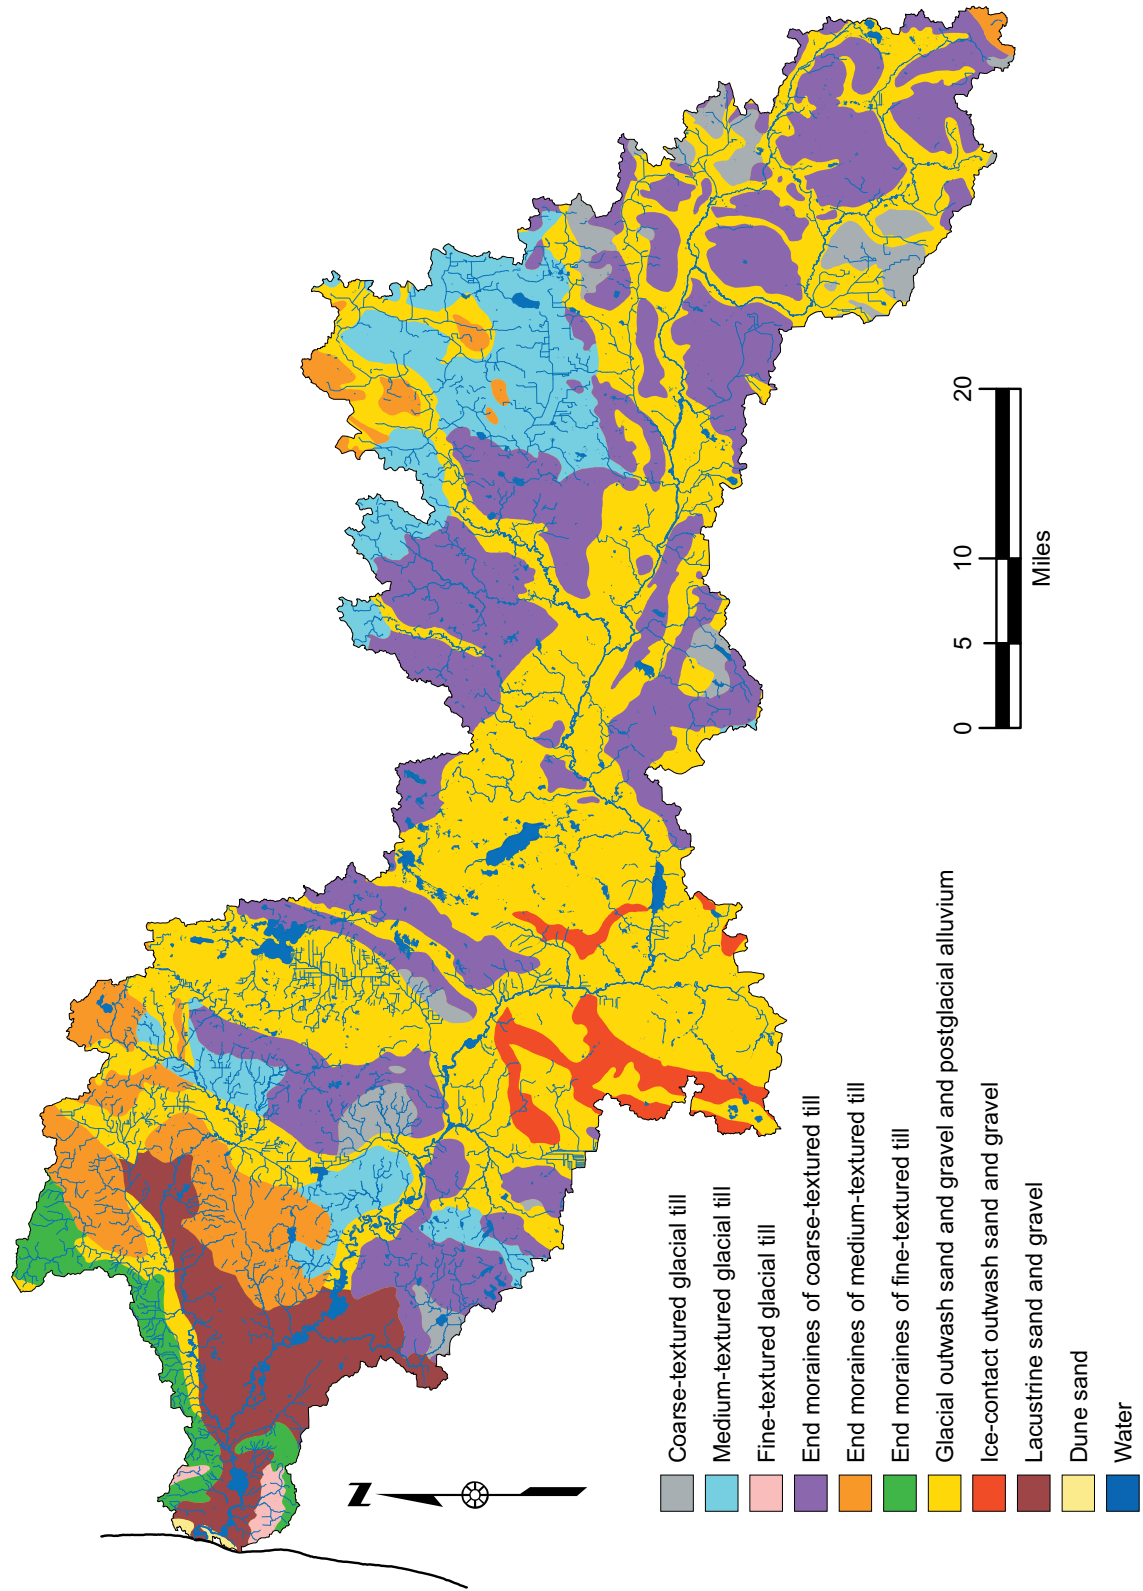 Coarse-textured glacial till
Medium-textured glacial till
Fine-textured glacial till
End moraines of coarse-textured till
End moraines of medium-textured till
End moraines of fine-textured till
Glacial outwash sand and gravel and postglacial alluvium
Ice-contact outwash sand and gravel
Lacustrine sand and gravel
Dune sand
Water
N
0 5 10 20
Miles